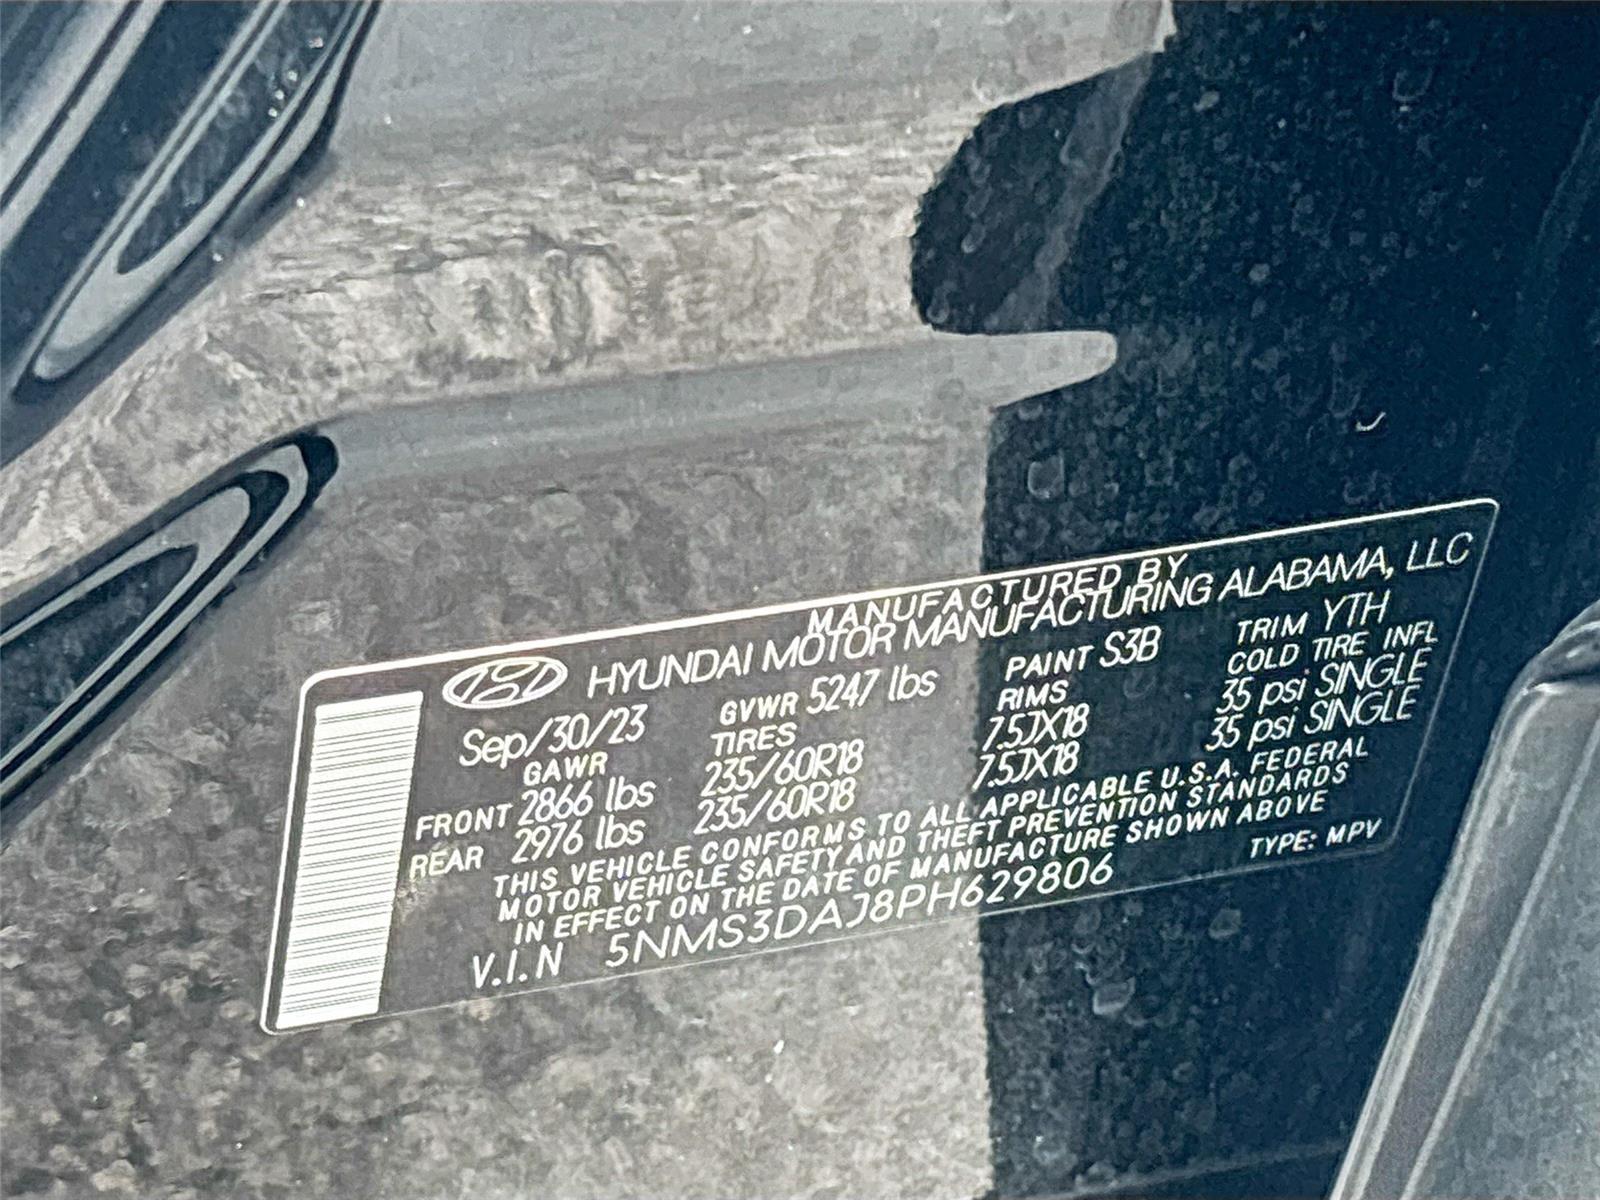 MANUFACTURED BY
HYUNDAI MOTOR MANUFACTURING ALABAMA, LLC
Sep/30/23 GVWR 5247 lbs PAINT S3B TRIM YTH
GAWR TIRES RIMS COLD TIRE INFL
FRONT 2866 lbs 235/60R18 7.5JX18 35 psi SINGLE
REAR 2976 lbs 235/60R18 7.5JX18 35 psi SINGLE
THIS VEHICLE CONFORMS TO ALL APPLICABLE U.S.A. FEDERAL
MOTOR VEHICLE SAFETY AND THEFT PREVENTION STANDARDS
IN EFFECT ON THE DATE OF MANUFACTURE SHOWN ABOVE
V.I.N 5NMS3DAJ8PH629806 TYPE: MPV